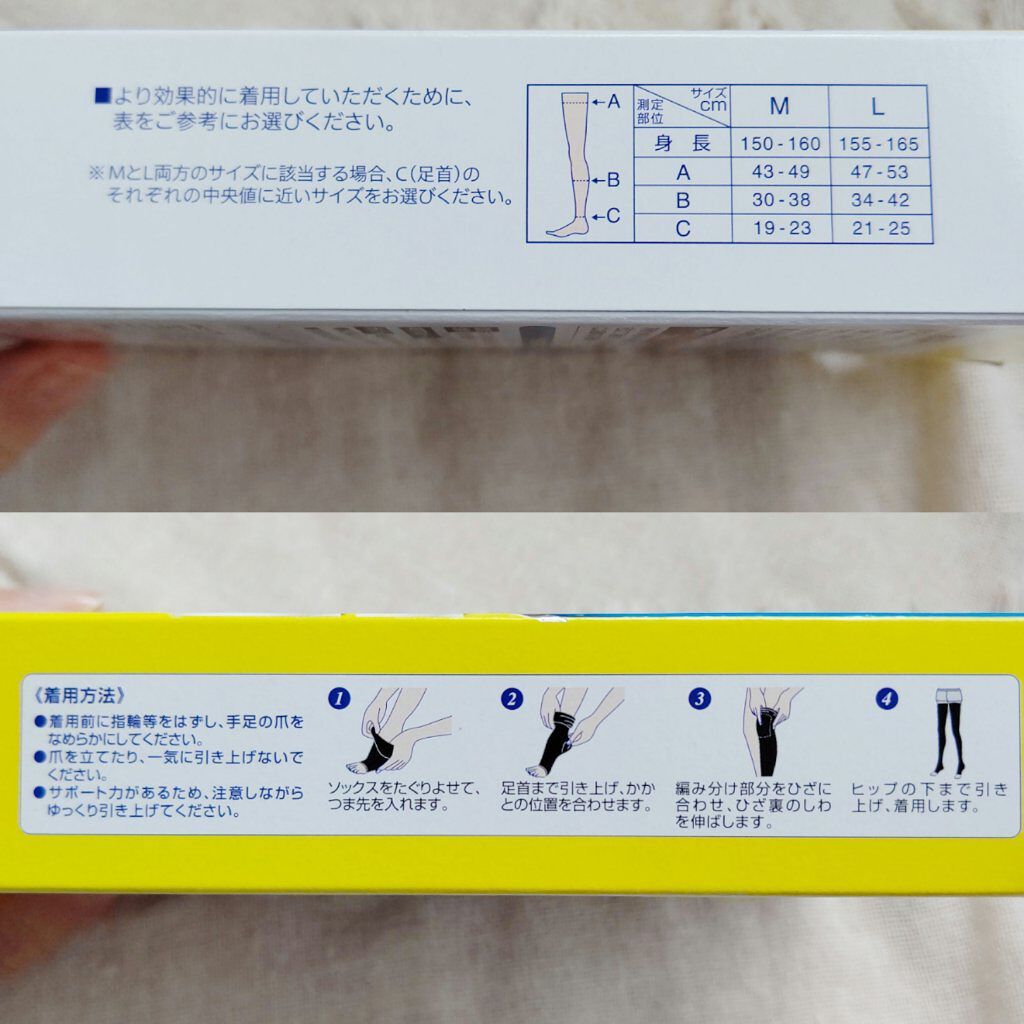 ■より効果的に着用していただくために、
表をご参考にお選びください。
※MとL両方のサイズに該当する場合、C(足首)の
それぞれの中央値に近いサイズをお選びください。
←A
←B
←C
サイズ cm 測定部位 M L
身長 150-160 155-165
A 43-49 47-53
B 30-38 34-42
C 19-23 21-25
《着用方法》
●着用前に指輪等をはずし、手足の爪を
なめらかにしてください。
●爪を立てたり、一気に引き上げないで
ください。
●サポート力があるため、注意しながら
ゆっくり引き上げてください。
1
ソックスをたぐりよせて、
つま先を入れます。
2
足首まで引き上げ、かか
との位置を合わせます。
3
編み分け部分をひざに
合わせ、ひざ裏のしわ
を伸ばします。
4
ヒップの下まで引き
上げ、着用します。